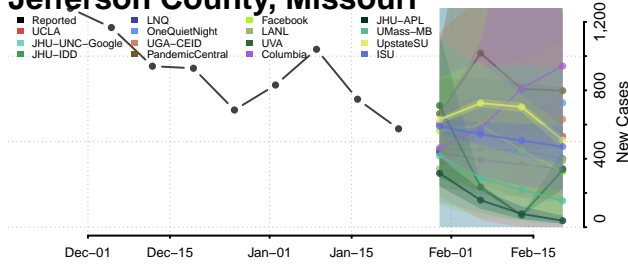 Jefferson County, Missouri
Reported LNQ Facebook JHU−APL
UCLA OneQuietNight LANL UMass−MB
JHU−UNC−Google UGA−CEID UVA UpstateSU
JHU−IDD PandemicCentral Columbia ISU
1,200
800
400
0
New Cases
Dec−01 Dec−15 Jan−01 Jan−15 Feb−01 Feb−15